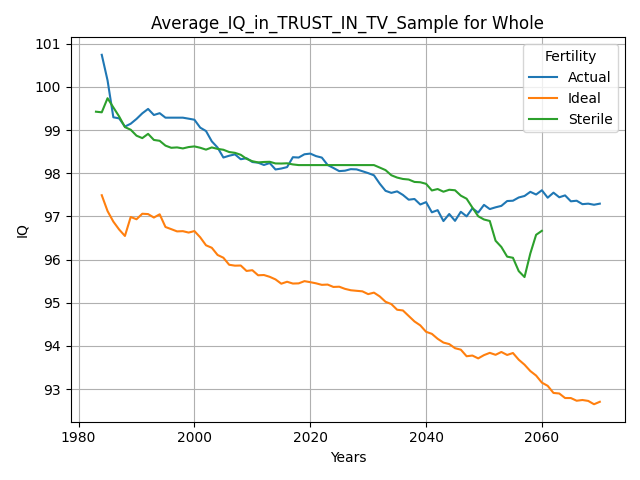 Average_IQ_in_TRUST_IN_TV_Sample for Whole
IQ
101
100
99
98
97
96
95
94
93
Fertility
Actual
Ideal
Sterile
1980
2000
2020
2040
2060
Years